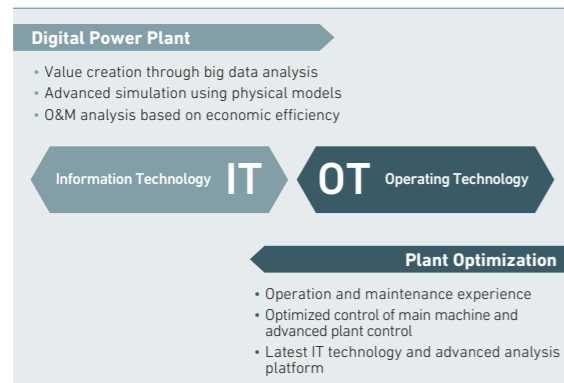 Digital Power Plant
• Value creation through big data analysis
• Advanced simulation using physical models
• O&M analysis based on economic efficiency
Information Technology IT
OT Operating Technology
Plant Optimization
• Operation and maintenance experience
• Optimized control of main machine and
advanced plant control
• Latest IT technology and advanced analysis
platform